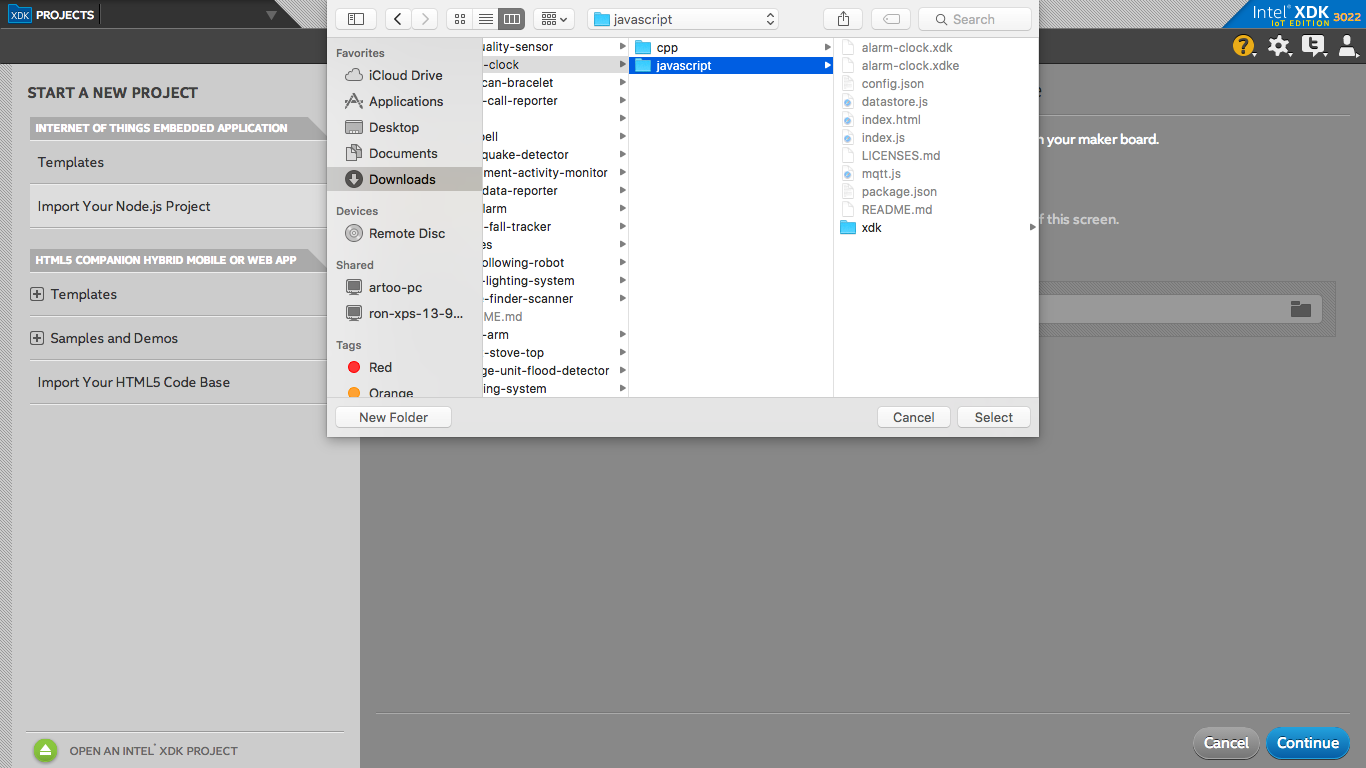 XDK PROJECTS
javascript
Search
Intel® XDK
IoT EDITION 3022
START A NEW PROJECT
INTERNET OF THINGS EMBEDDED APPLICATION
Templates
Import Your Node.js Project
HTML5 COMPANION HYBRID MOBILE OR WEB APP
Templates
Samples and Demos
Import Your HTML5 Code Base
OPEN AN INTEL® XDK PROJECT
Favorites
iCloud Drive
Applications
Desktop
Documents
Downloads
Devices
Remote Disc
Shared
artoo-pc
ron-xps-13-9...
Tags
Red
Orange
uality-sensor
-clock
can-bracelet
-call-reporter
ell
quake-detector
ment-activity-monitor
data-reporter
larm
-fall-tracker
es
ollowing-robot
-lighting-system
-finder-scanner
ME.md
-arm
-stove-top
ge-unit-flood-detector
ing-system
cpp
javascript
alarm-clock.xdk
alarm-clock.xdke
config.json
datastore.js
index.html
index.js
LICENSES.md
mqtt.js
package.json
README.md
xdk
New Folder
Cancel
Select
e
n your maker board.
f this screen.
Cancel
Continue